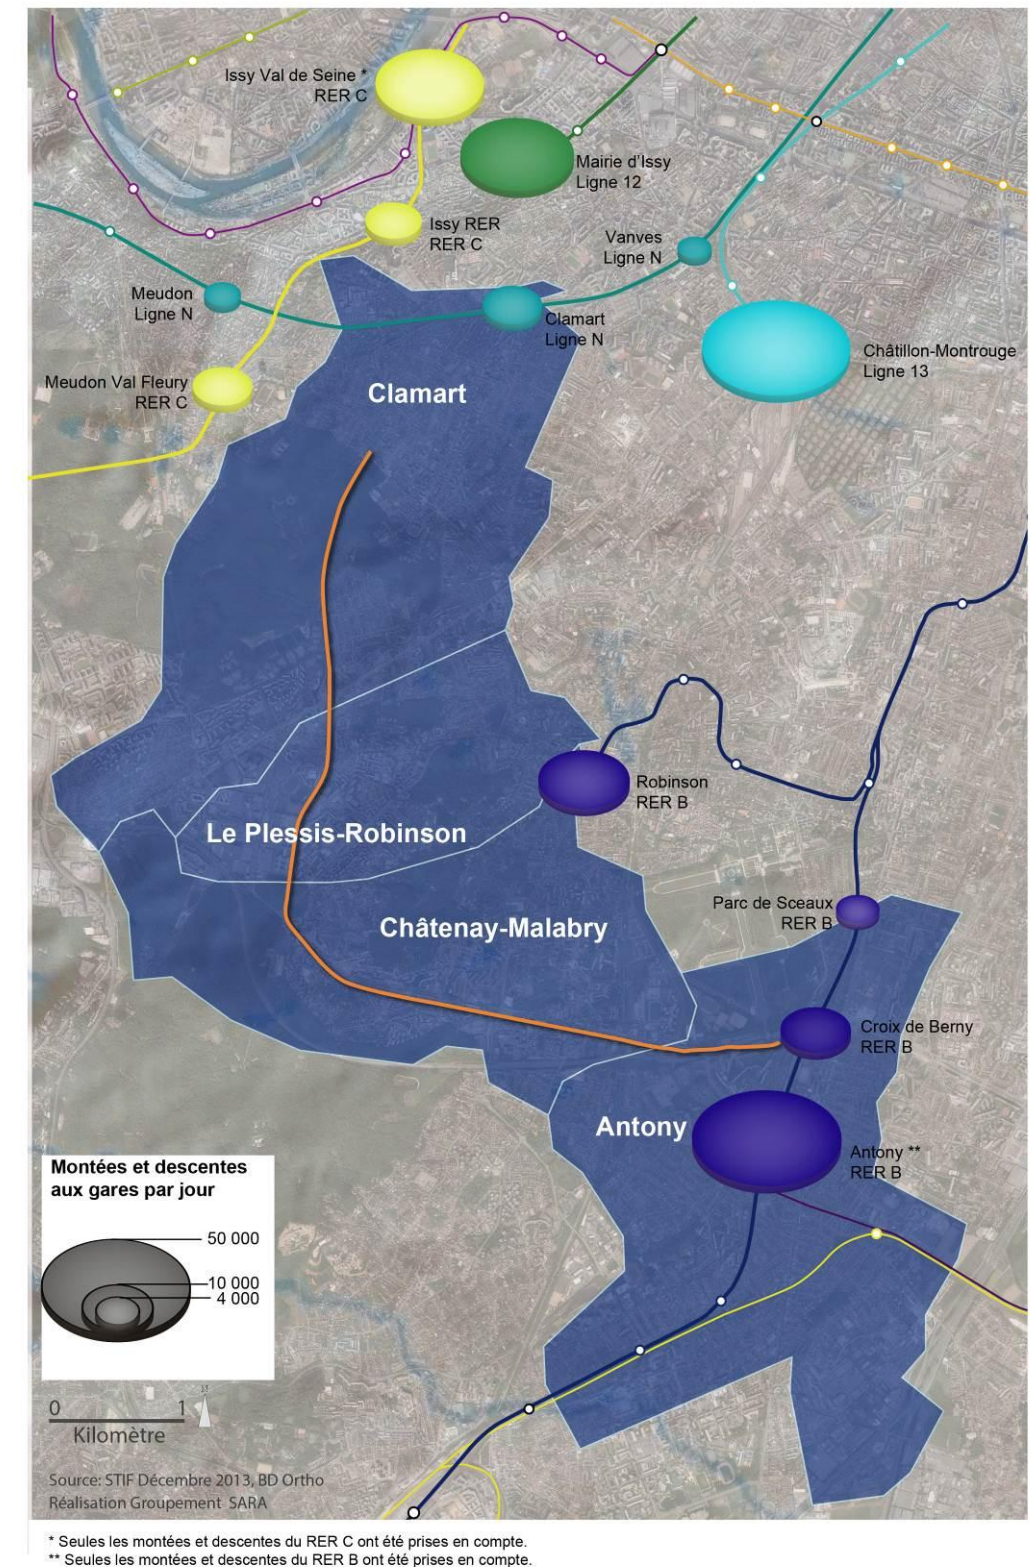 Issy Val de Seine *
RER C
Mairie d'Issy
Ligne 12
Issy RER
RER C
Vanves
Ligne N
Meudon
Ligne N
Clamart
Ligne N
Châtillon-Montrouge
Ligne 13
Meudon Val Fleury
RER C
Clamart
Robinson
RER B
Le Plessis-Robinson
Parc de Sceaux
RER B
Châtenay-Malabry
Croix de Berny
RER B
Antony
Antony **
RER B
Montées et descentes
aux gares par jour
50 000
10 000
4 000
0 1
Kilomètre
Source: STIF Décembre 2013, BD Ortho
Réalisation Groupement SARA
* Seules les montées et descentes du RER C ont été prises en compte.
** Seules les montées et descentes du RER B ont été prises en compte.